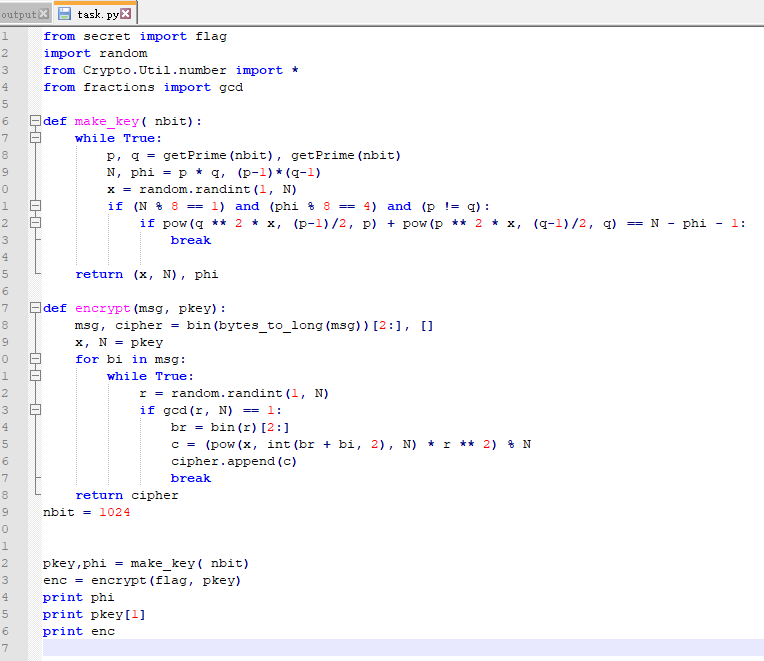 output task.py
1 from secret import flag
2 import random
3 from Crypto.Util.number import *
4 from fractions import gcd
5
6 def make_key( nbit):
7     while True:
8         p, q = getPrime(nbit), getPrime(nbit)
9         N, phi = p * q, (p-1)*(q-1)
0         x = random.randint(1, N)
1         if (N % 8 == 1) and (phi % 8 == 4) and (p != q):
2             if pow(q ** 2 * x, (p-1)/2, p) + pow(p ** 2 * x, (q-1)/2, q) == N - phi - 1:
3                 break
4
5     return (x, N), phi
6
7 def encrypt(msg, pkey):
8     msg, cipher = bin(bytes_to_long(msg))[2:], []
9     x, N = pkey
0     for bi in msg:
1         while True:
2             r = random.randint(1, N)
3             if gcd(r, N) == 1:
4                 br = bin(r)[2:]
5                 c = (pow(x, int(br + bi, 2), N) * r ** 2) % N
6                 cipher.append(c)
7                 break
8     return cipher
9 nbit = 1024
0
1
2 pkey,phi = make_key( nbit)
3 enc = encrypt(flag, pkey)
4 print phi
5 print pkey[1]
6 print enc
7